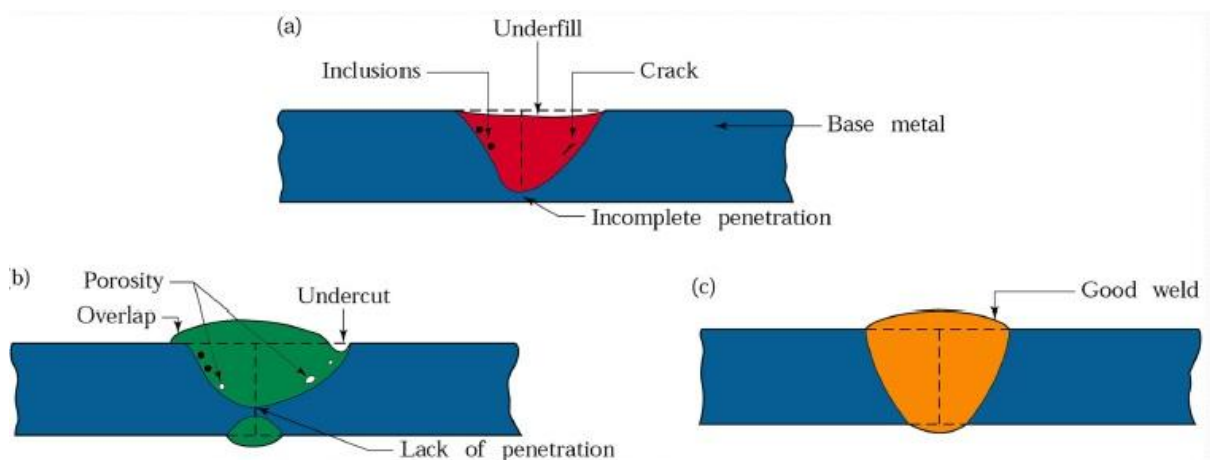 (a)
Underfill
Inclusions
Crack
Base metal
Incomplete penetration
b)
Porosity
Undercut
Overlap
Lack of penetration
(c)
Good weld